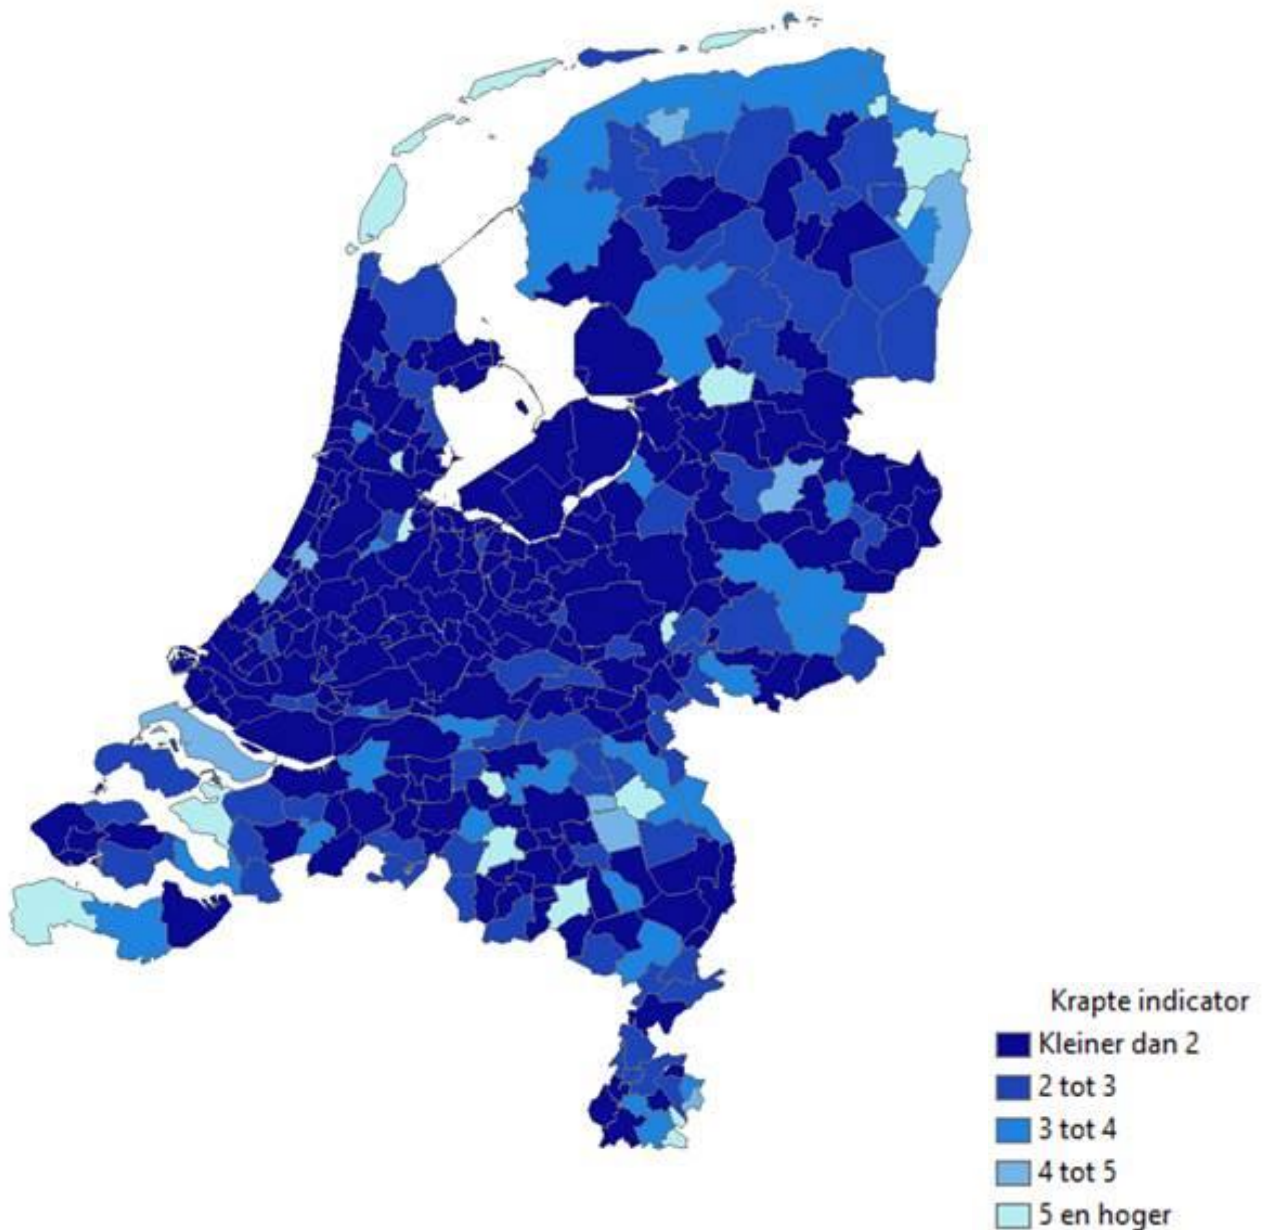 Krapte indicator
Kleiner dan 2
2 tot 3
3 tot 4
4 tot 5
5 en hoger